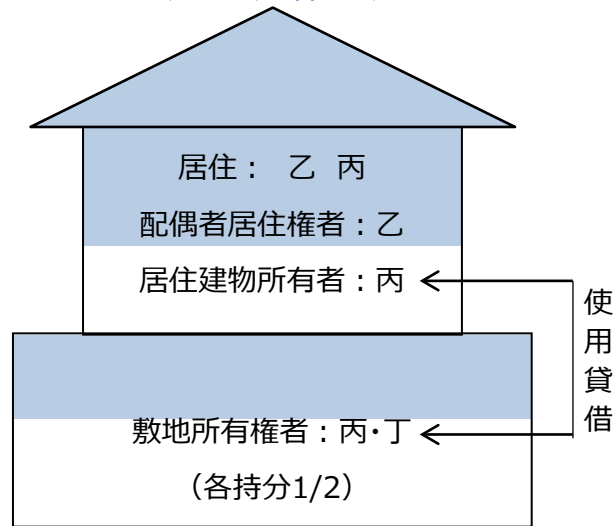 居住： 乙 丙
配偶者居住権者：乙
居住建物所有者：丙
使用貸借
敷地所有権者：丙・丁
（各持分1/2）